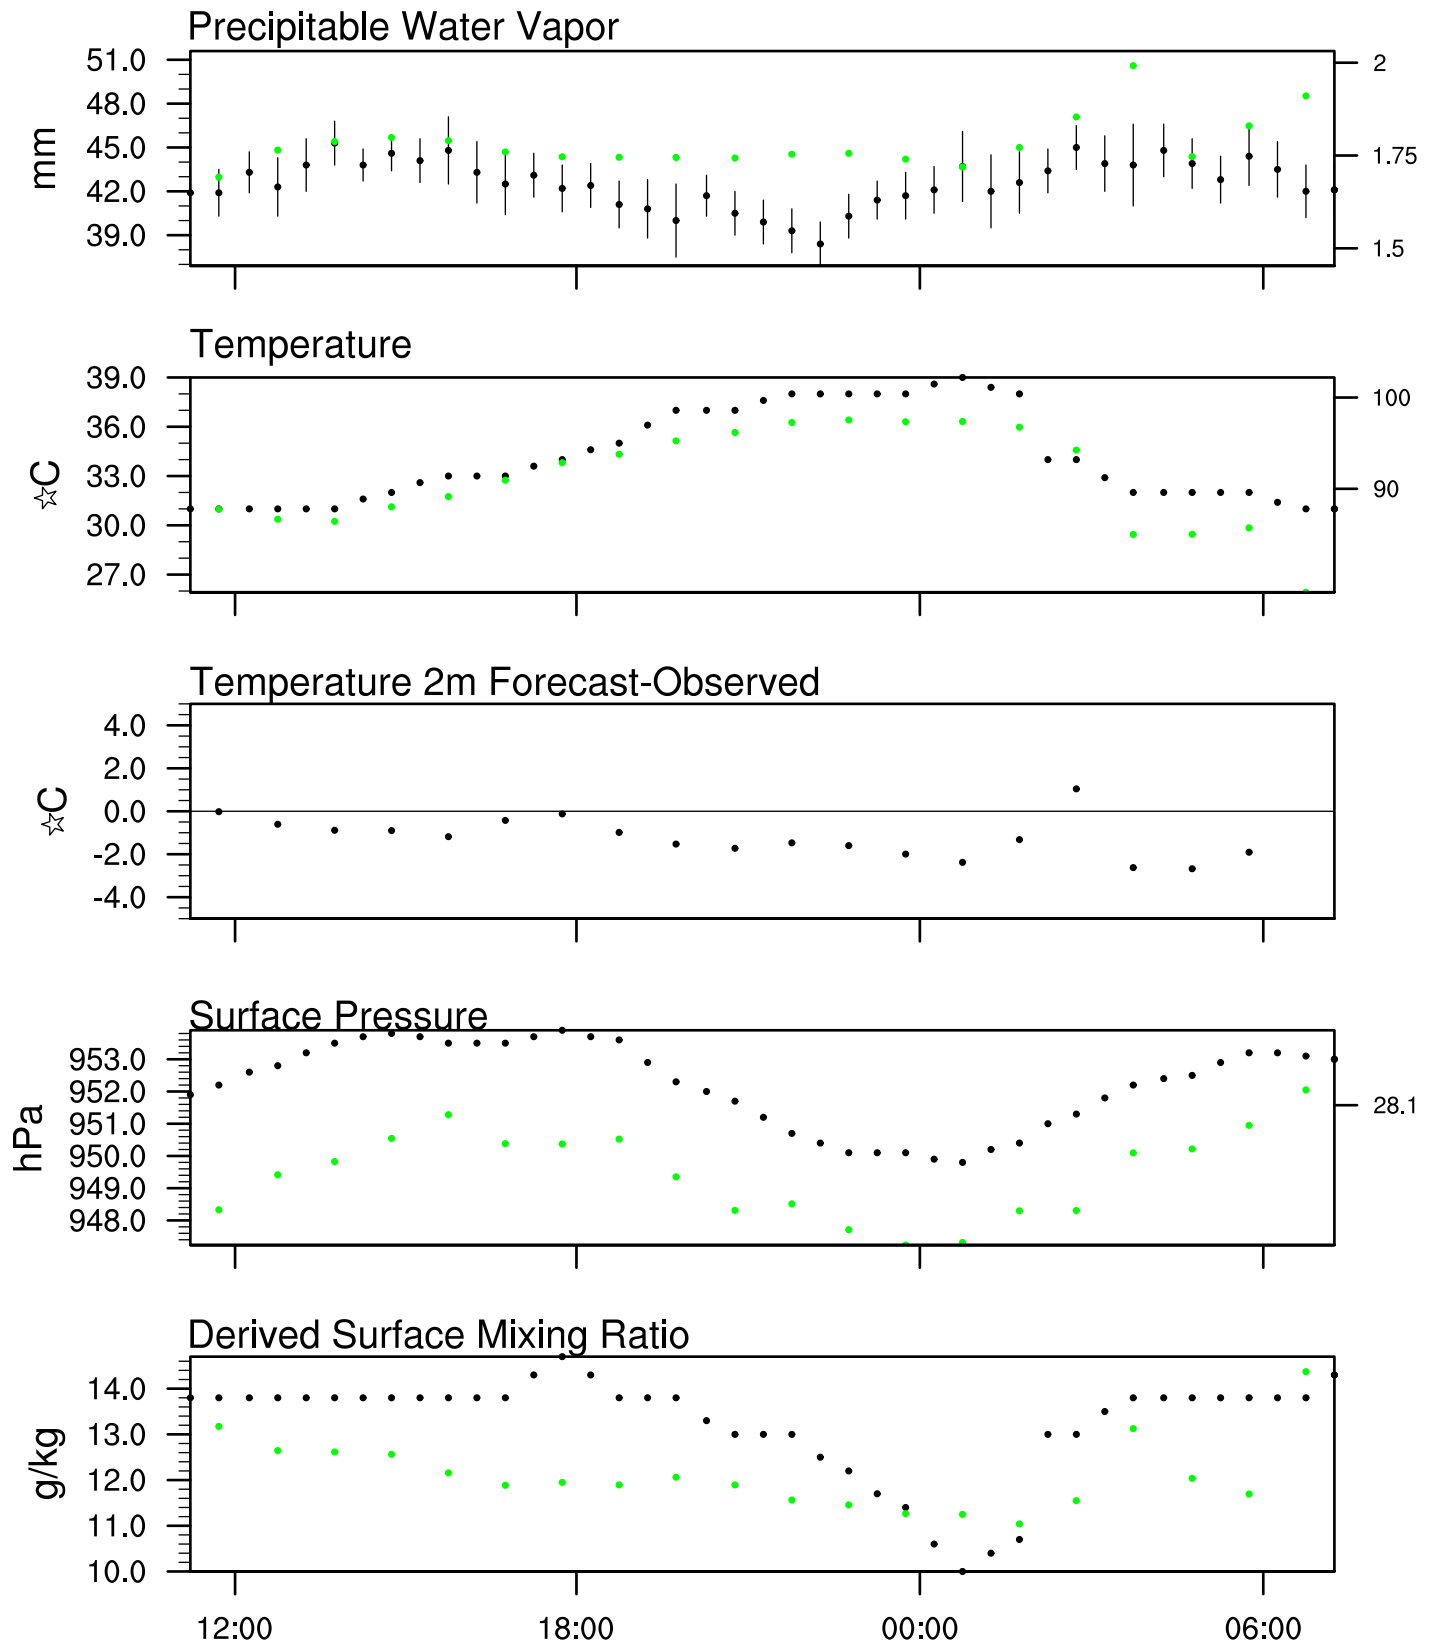 Precipitable Water Vapor
51.0
48.0
45.0
42.0
39.0
mm
2
1.75
1.5
Temperature
39.0
36.0
33.0
30.0
27.0
☆C
100
90
Temperature 2m Forecast-Observed
4.0
2.0
0.0
-2.0
-4.0
☆C
Surface Pressure
953.0
952.0
951.0
950.0
949.0
948.0
hPa
28.1
Derived Surface Mixing Ratio
14.0
13.0
12.0
11.0
10.0
g/kg
12:00 18:00 00:00 06:00